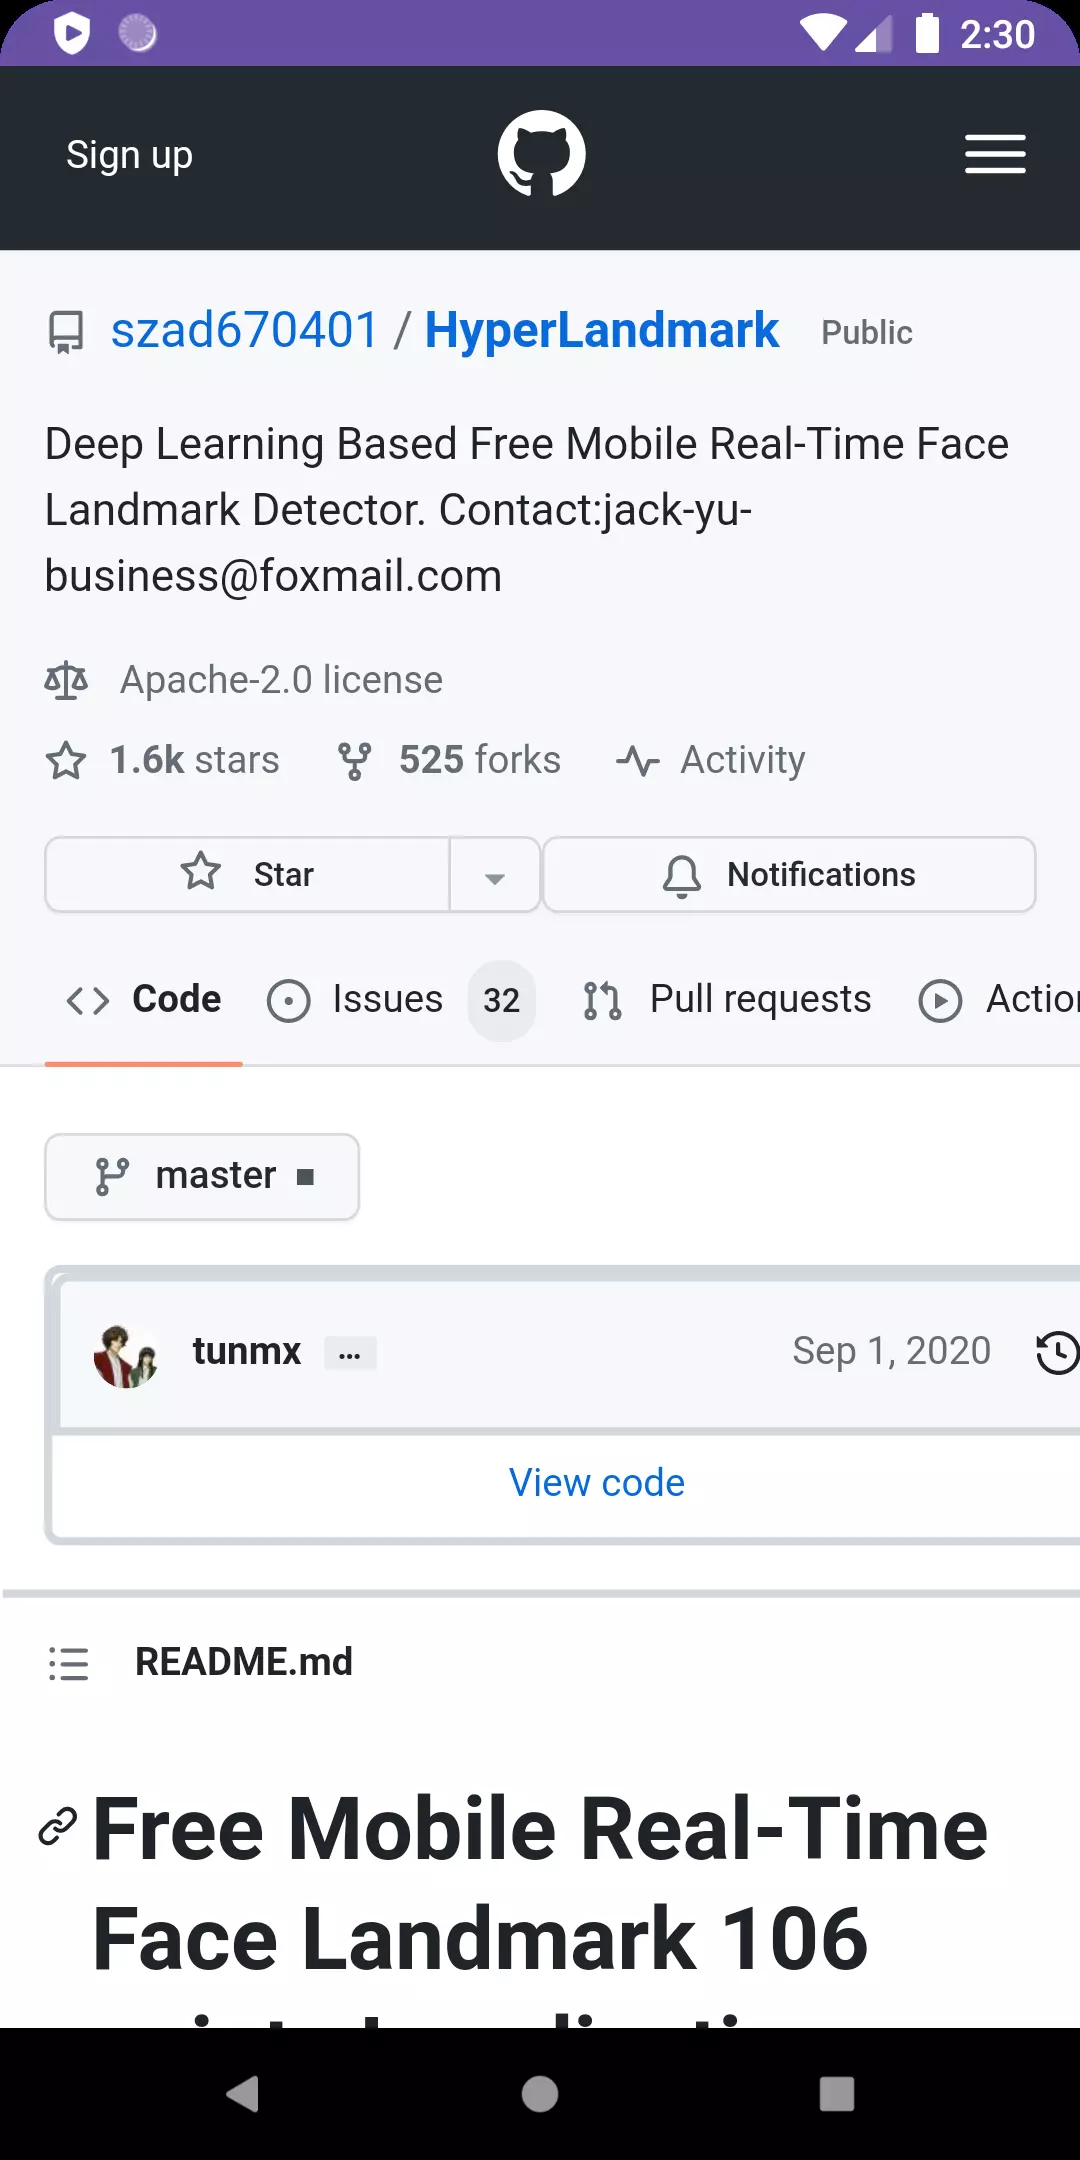 2:30
Sign up
szad670401 / HyperLandmark Public
Deep Learning Based Free Mobile Real-Time Face
Landmark Detector. Contact:jack-yu-
business@foxmail.com
Apache-2.0 license
1.6k stars 525 forks Activity
Star Notifications
Code Issues 32 Pull requests Actio
master
tunmx ... Sep 1, 2020
View code
README.md
Free Mobile Real-Time
Face Landmark 106